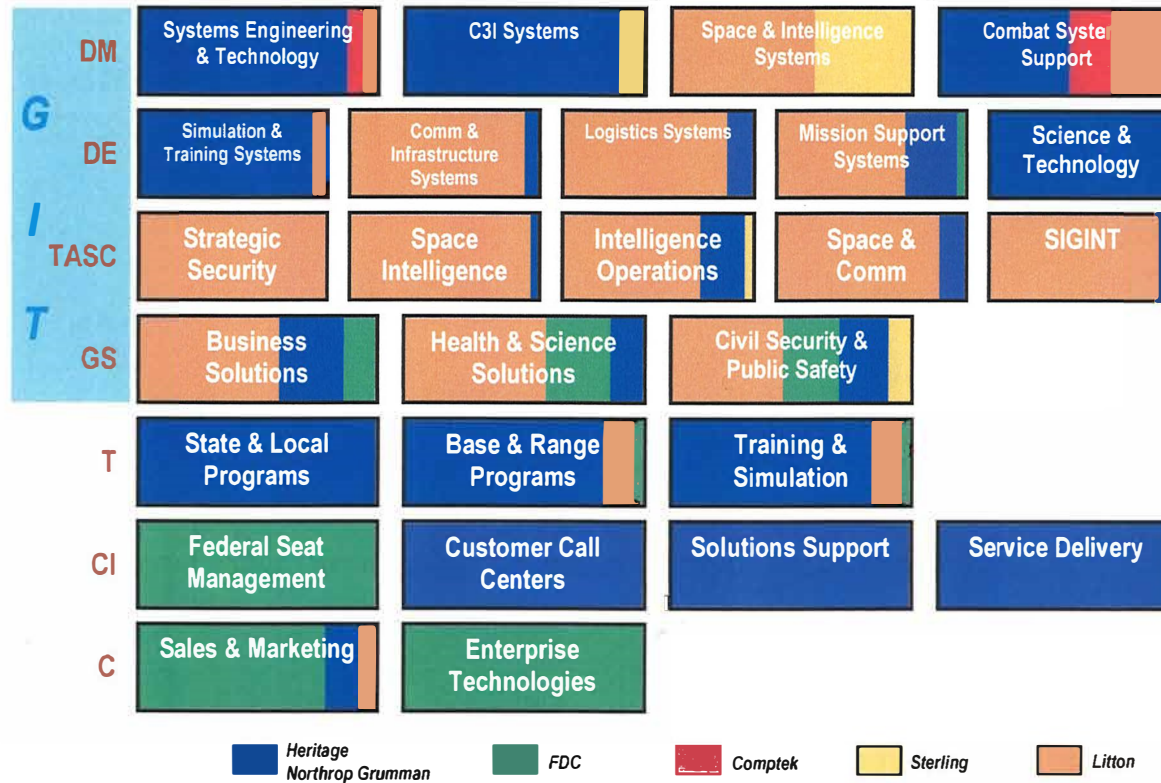 DM
Systems Engineering
& Technology
C3I Systems
Space & Intelligence
Systems
Combat System
Support
G
I
T
DE
Simulation &
Training Systems
Comm &
Infrastructure
Systems
Logistics Systems
Mission Support
Systems
Science &
Technology
TASC
Strategic
Security
Space
Intelligence
Intelligence
Operations
Space &
Comm
SIGINT
GS
Business
Solutions
Health & Science
Solutions
Civil Security &
Public Safety
T
State & Local
Programs
Base & Range
Programs
Training &
Simulation
CI
Federal Seat
Management
Customer Call
Centers
Solutions Support
Service Delivery
C
Sales & Marketing
Enterprise
Technologies
Heritage
Northrop Grumman
FDC
Comptek
Sterling
Litton